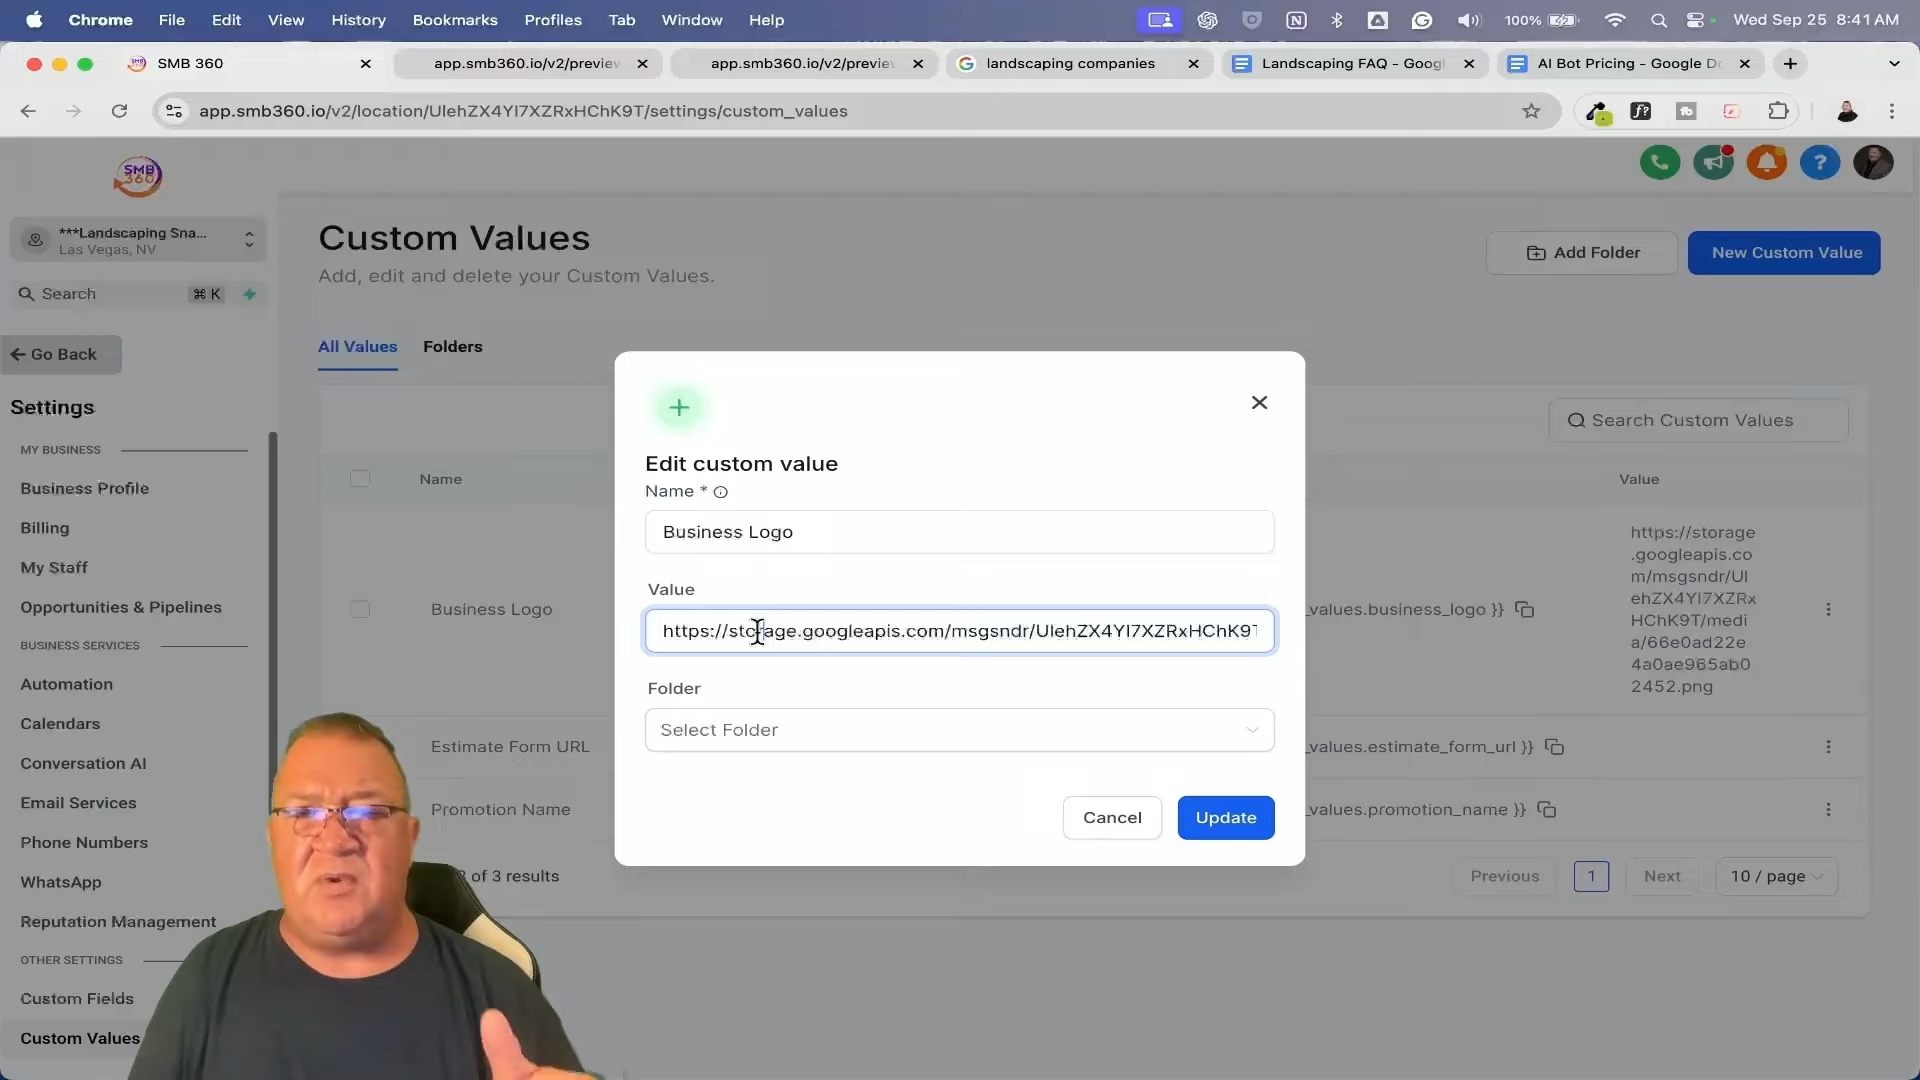 Chrome File Edit View History Bookmarks Profiles Tab Window Help 100% Wed Sep 25 8:41 AM
SMB 360 app.smb360.io/v2/preview app.smb360.io/v2/preview landscaping companies Landscaping FAQ - Googl AI Bot Pricing - Google Do
app.smb360.io/v2/location/UlehZX4YI7XZRxHChK9T/settings/custom_values
SMB
360
***Landscaping Sna...
Las Vegas, NV
Search ⌘ K
← Go Back
Settings
MY BUSINESS
Business Profile
Billing
My Staff
Opportunities & Pipelines
BUSINESS SERVICES
Automation
Calendars
Conversation AI
Email Services
Phone Numbers
WhatsApp
Reputation Management
OTHER SETTINGS
Custom Fields
Custom Values
Custom Values
Add, edit and delete your Custom Values.
Add Folder
New Custom Value
All Values Folders
Search Custom Values
Name Value
Business Logo
_values.business_logo }}
https://storage
.googleapis.co
m/msgsndr/Ul
ehZX4YI7XZRx
HChK9T/medi
a/66e0ad22e
4a0ae965ab0
2452.png
Estimate Form URL _values.estimate_form_url }}
Promotion Name _values.promotion_name }}
of 3 results
Previous 1 Next 10 / page
Edit custom value
Name *
Business Logo
Value
https://storage.googleapis.com/msgsndr/UlehZX4YI7XZRxHChK9T
Folder
Select Folder
Cancel Update